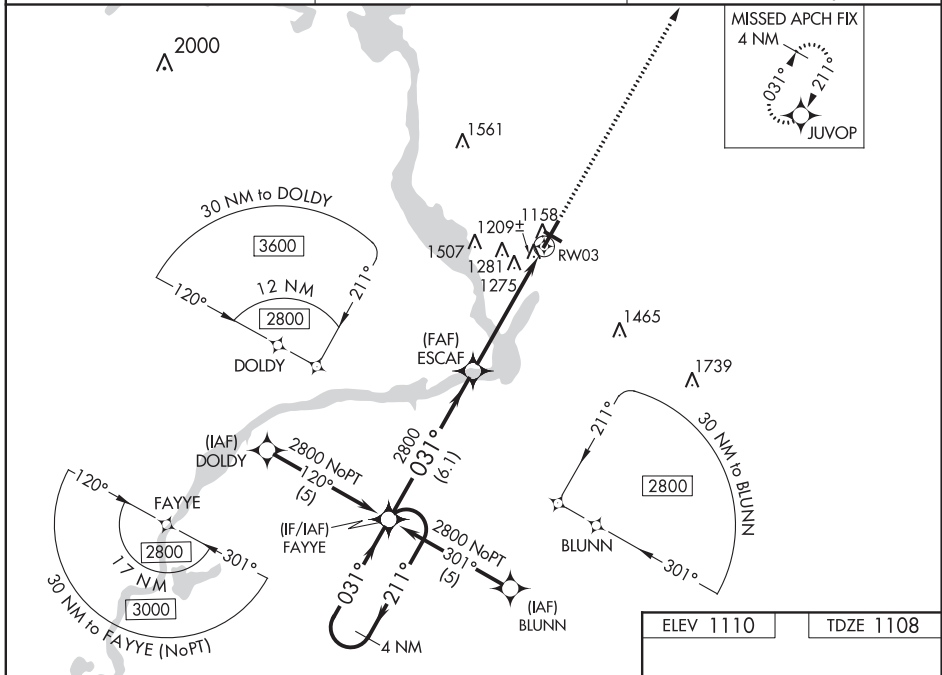 MISSED APCH FIX
4 NM
031°
211°
JUVOP
2000
1561
30 NM to DOLDY
3600
120°
12 NM
211°
2800
DOLDY
1158
1209±
1507
1281
1275
RW03
1465
1739
(FAF)
ESCAF
2800
031°
(6.1)
(IAF)
DOLDY
2800 NoPT
120°
(5)
(IF/IAF)
FAYYE
2800 NoPT
301°
(5)
(IAF)
BLUNN
031°
211°
4 NM
120°
FAYYE
2800
301°
17 NM
3000
30 NM to FAYYE (NoPT)
211°
30 NM to BLUNN
2800
BLUNN
301°
ELEV 1110
TDZE 1108